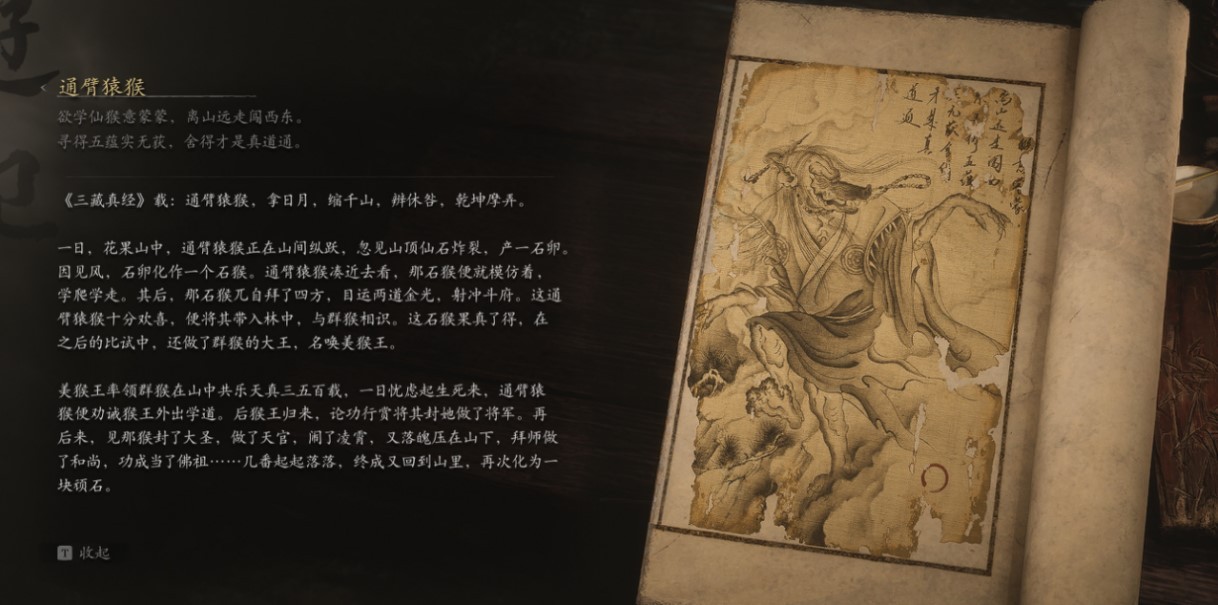 通臂猿猴
欲学仙猴意蒙蒙，离山远走闯西东。
寻得五蕴实无获，舍得才是真道通。
《三藏真经》载：通臂猿猴，拿日月，缩千山，辨休咎，乾坤摩弄。
一日，花果山中，通臂猿猴正在山间纵跃，忽见山顶仙石炸裂，产一石卵。
因见风，石卵化作一个石猴。通臂猿猴凑近去看，那石猴便就模仿着，
学爬学走。其后，那石猴兀自拜了四方，目运两道金光，射冲斗府。这通
臂猿猴十分欢喜，便将其带入林中，与群猴相识。这石猴果真了得，在
之后的比试中，还做了群猴的大王，名唤美猴王。
美猴王率领群猴在山中共乐天真三五百载，一日忧虑起生死来，通臂猿
猴便劝诫猴王外出学道。后猴王归来，论功行赏将其封她做了将军。再
后来，见那猴封了大圣，做了天官，闹了凌霄，又落魄压在山下，拜师做
了和尚，功成当了佛祖……几番起起落落，终成又回到山里，再次化为一
块顽石。
T 收起